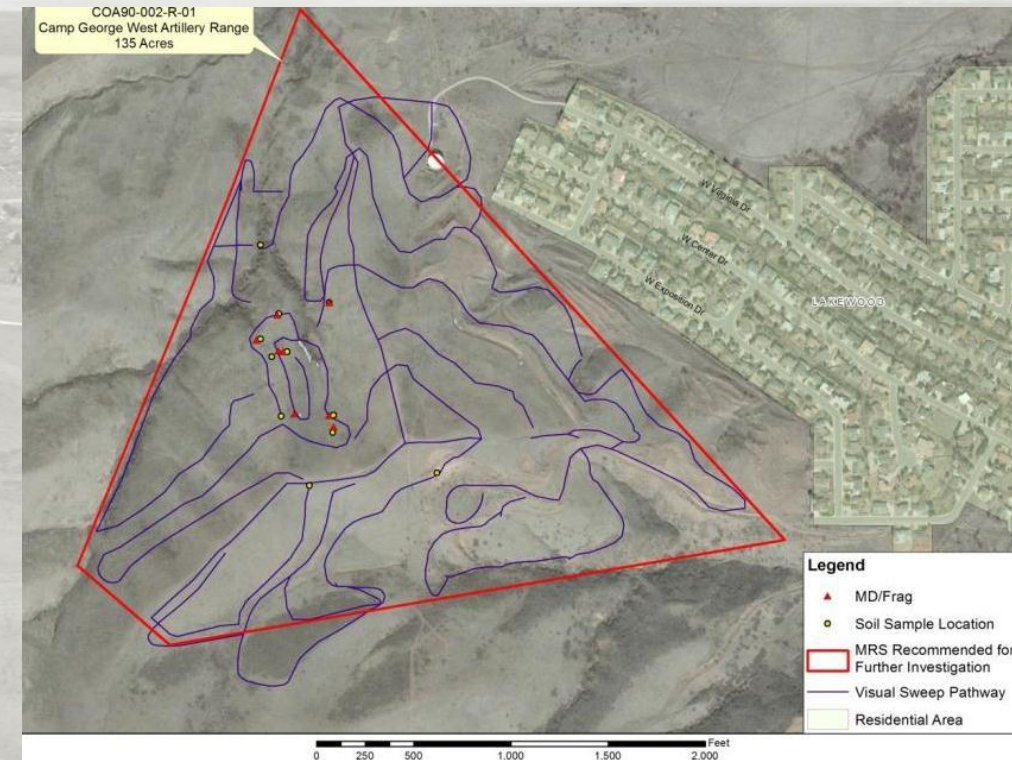 COA90-002-R-01
Camp George West Artillery Range
135 Acres
W Virginia Dr
W Center Dr
W Exposition Dr
LAKEWOOD
Legend
MD/Frag
Soil Sample Location
MRS Recommended for
Further Investigation
Visual Sweep Pathway
Residential Area
Feet
0 250 500 1,000 1,500 2,000